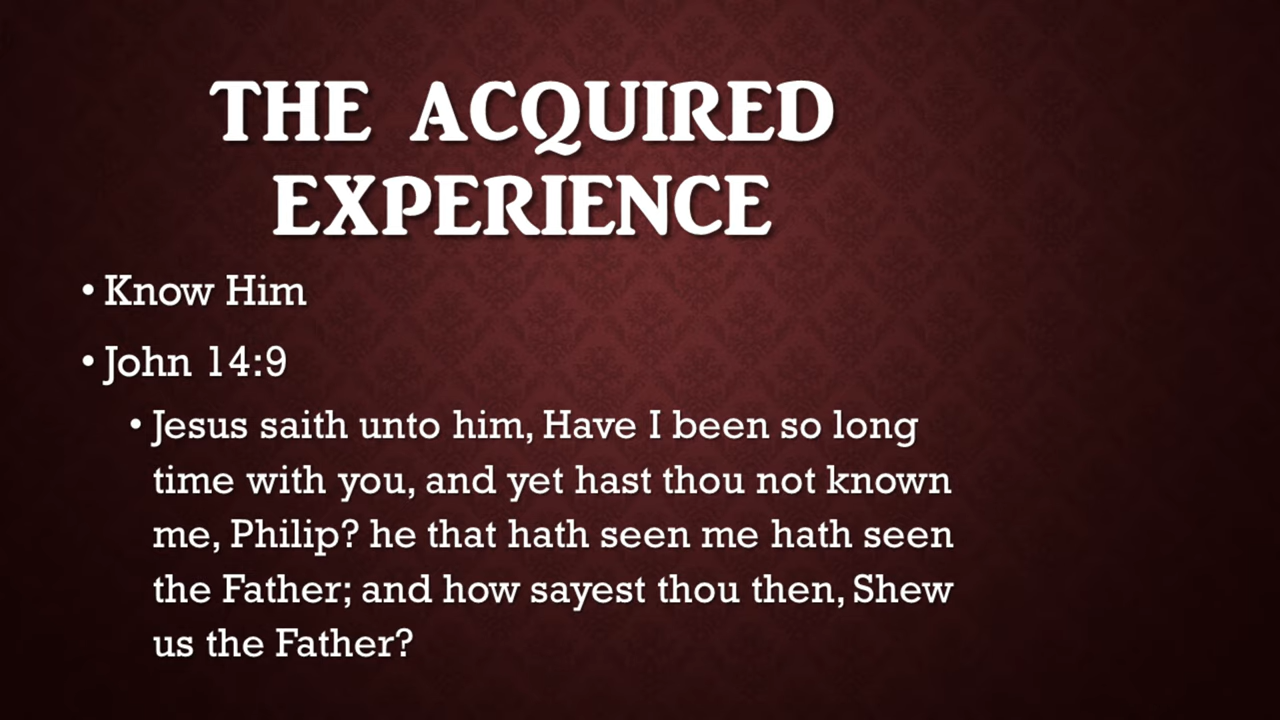 THE ACQUIRED
EXPERIENCE
• Know Him
• John 14:9
• Jesus saith unto him, Have I been so long
time with you, and yet hast thou not known
me, Philip? he that hath seen me hath seen
the Father; and how sayest thou then, Shew
us the Father?